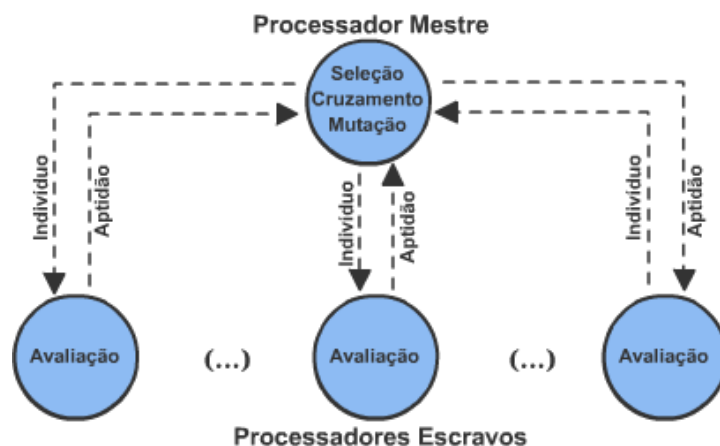 Processador Mestre
Seleção
Cruzamento
Mutação
Indivíduo
Aptidão
Indivíduo
Aptidão
Indivíduo
Aptidão
Avaliação
(...)
Avaliação
(...)
Avaliação
Processadores Escravos